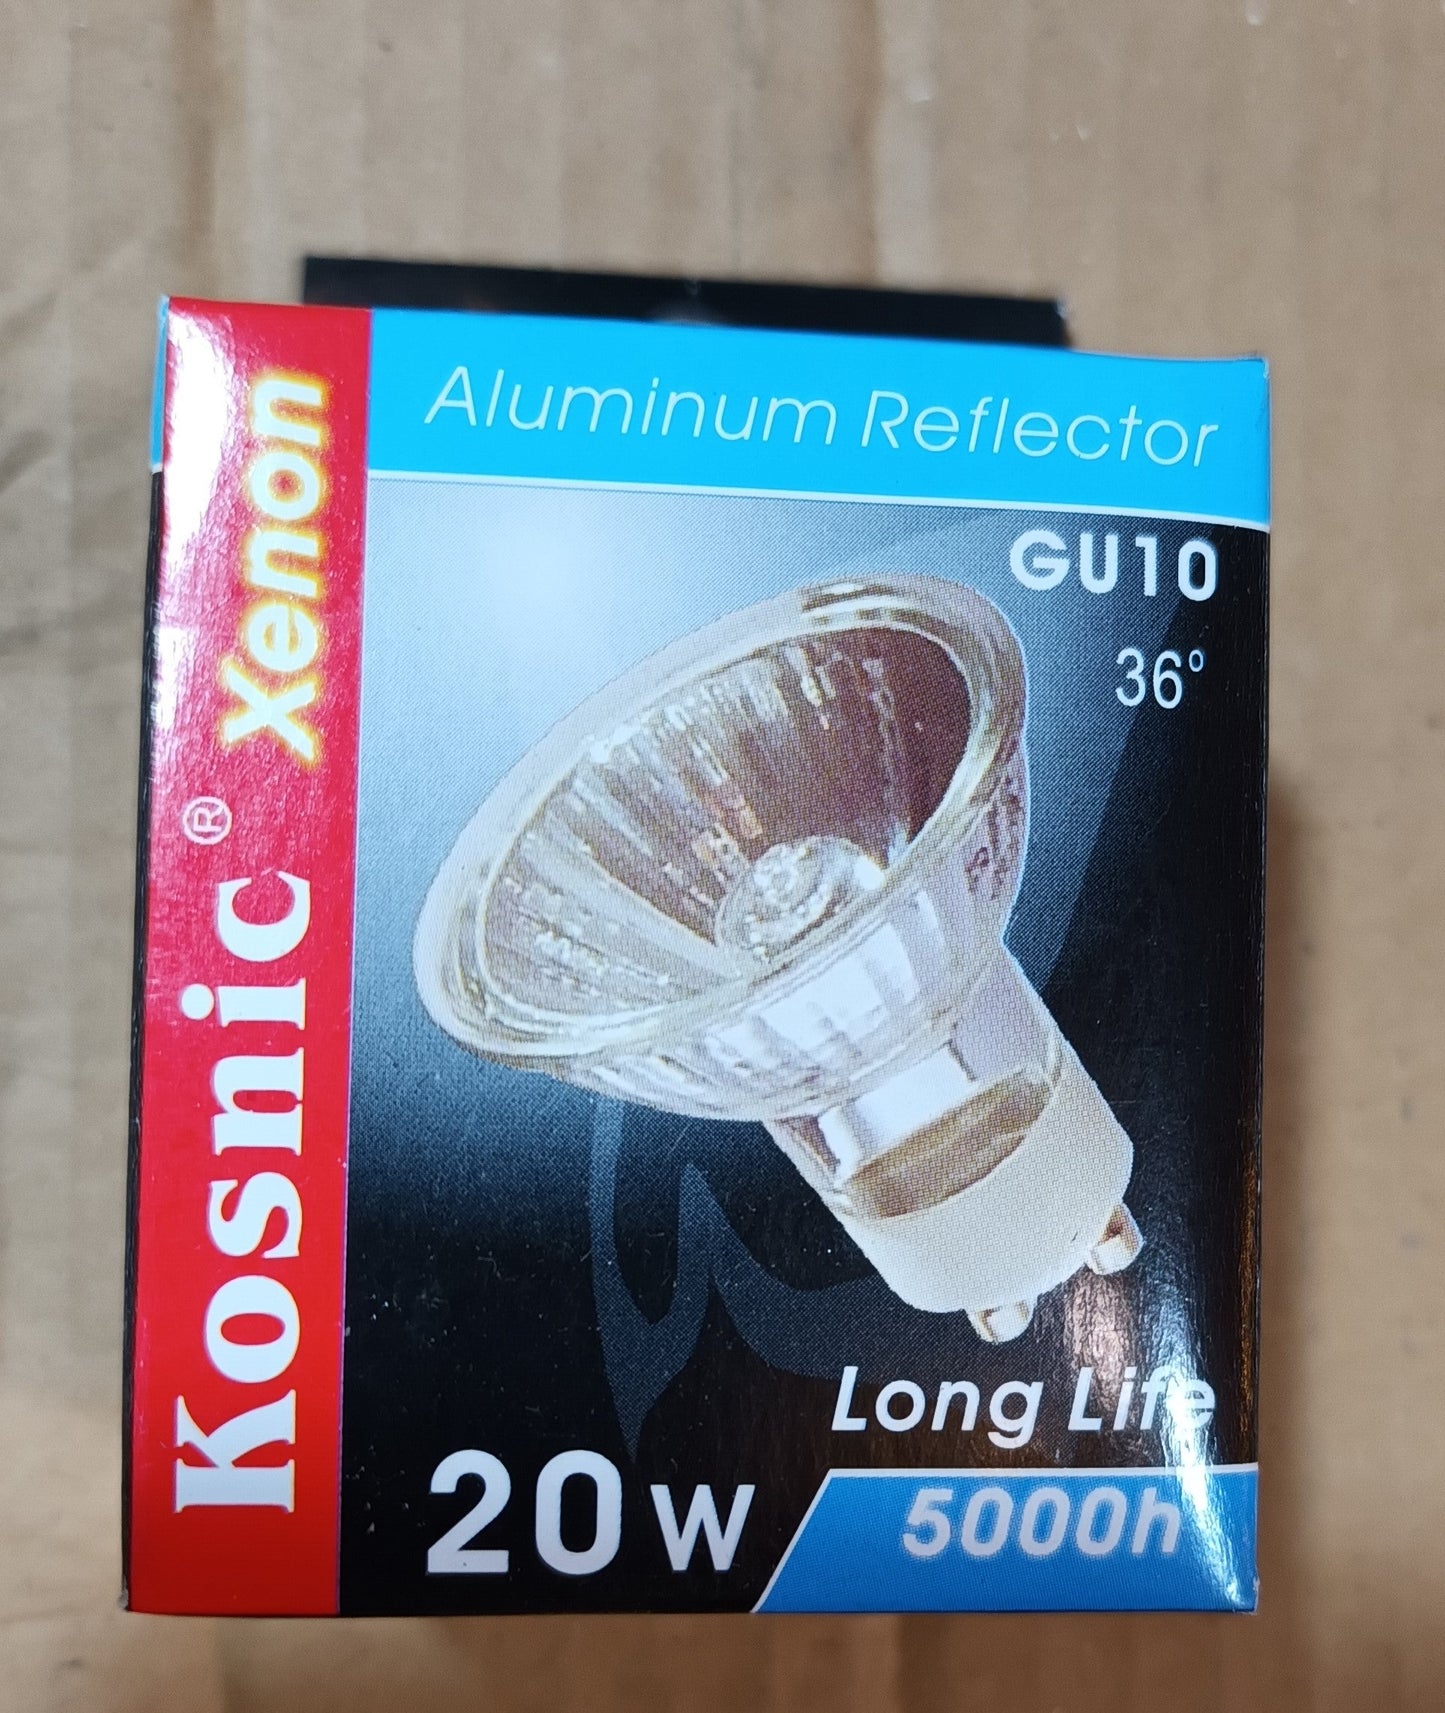 Kosnic® Xenon
Aluminum Reflector
GU10
36°
Long Life
20W
5000h